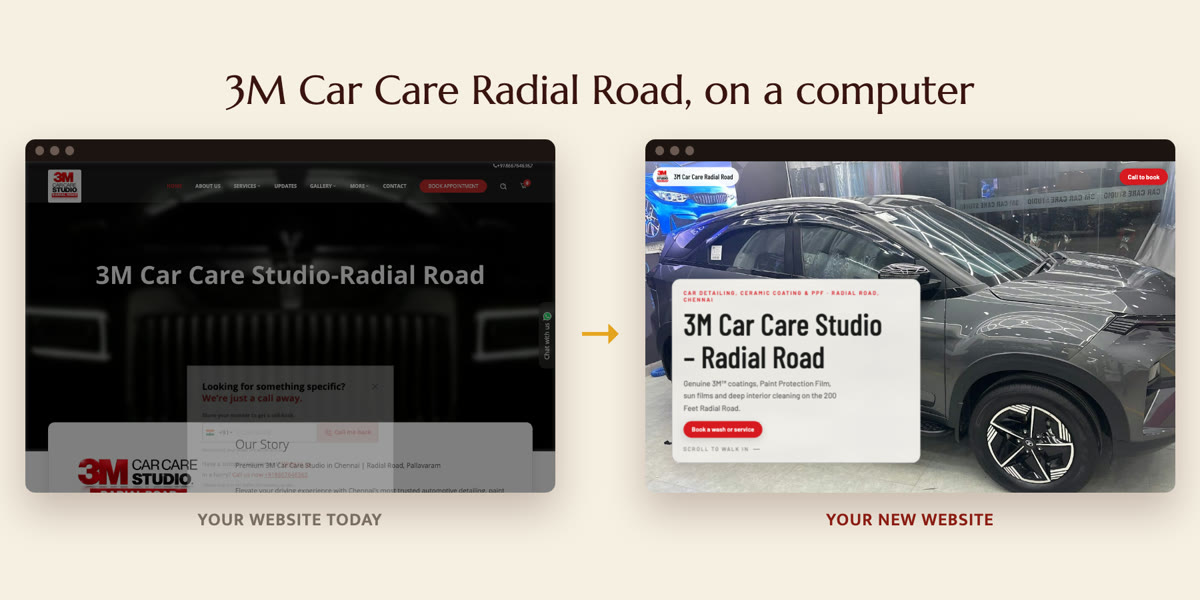 3M Car Care Radial Road, on a computer
3M
CAR CARE
STUDIO
HOME
ABOUT US
SERVICES
UPDATES
GALLERY
MORE
CONTACT
BOOK APPOINTMENT
3M Car Care Studio-Radial Road
Chat with us
Looking for something specific?
We're just a call away.
+91
Call me back
Our Story
Premium 3M Car Care Studio in Chennai | Radial Road, Pallavaram
Elevate your driving experience with Chennai's most trusted automotive detailing, paint
3M CAR CARE
STUDIO
YOUR WEBSITE TODAY
3M Car Care Radial Road
Call to book
CAR DETAILING, CERAMIC COATING & PPF · RADIAL ROAD,
CHENNAI
3M Car Care Studio
– Radial Road
Genuine 3M™ coatings, Paint Protection Film,
sun films and deep interior cleaning on the 200
Feet Radial Road.
Book a wash or service
SCROLL TO WALK IN —
YOUR NEW WEBSITE